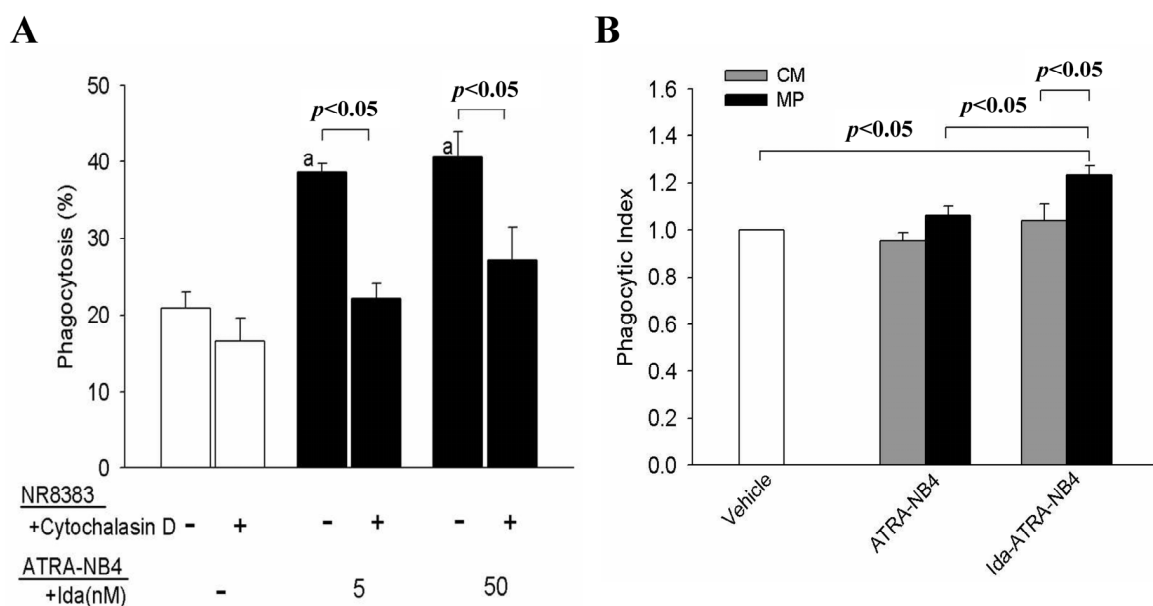 A
Phagocytosis (%)
50
40
30
20
10
0
p<0.05
p<0.05
a
a
NR8383
+Cytochalasin D - + - + - +
ATRA-NB4
+Ida(nM) - 5 50
B
Phagocytic Index
1.6
1.4
1.2
1.0
0.8
0.6
0.4
0.2
0.0
CM
MP
p<0.05
p<0.05
p<0.05
Vehicle
ATRA-NB4
Ida-ATRA-NB4